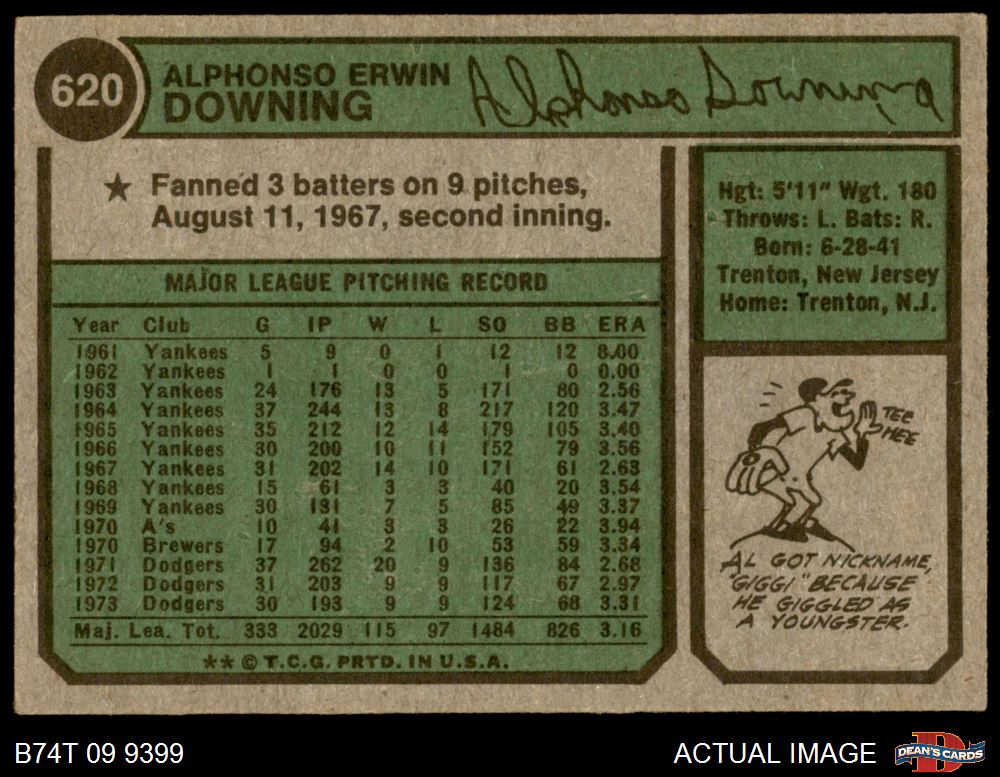 620
ALPHONSO ERWIN
DOWNING
Alphonso Downing
★ Fanned 3 batters on 9 pitches,
August 11, 1967, second inning.
MAJOR LEAGUE PITCHING RECORD
Year Club G IP W L SO BB ERA
1961 Yankees 5 9 0 1 12 12 8.00
1962 Yankees 1 1 0 0 1 0 0.00
1963 Yankees 24 176 13 5 171 80 2.56
1964 Yankees 37 244 13 8 217 120 3.47
1965 Yankees 35 212 12 14 179 105 3.40
1966 Yankees 30 200 10 11 152 79 3.56
1967 Yankees 31 202 14 10 171 61 2.63
1968 Yankees 15 61 3 3 40 20 3.54
1969 Yankees 30 131 7 5 85 49 3.37
1970 A's 10 41 3 3 26 22 3.94
1970 Brewers 17 94 2 10 53 59 3.34
1971 Dodgers 37 262 20 9 136 84 2.68
1972 Dodgers 31 203 9 9 117 67 2.97
1973 Dodgers 30 193 9 9 124 68 3.31
Maj. Lea. Tot. 333 2029 115 97 1484 826 3.16
★★ © T.C.G. PRTD. IN U.S.A.
Hgt: 5'11" Wgt. 180
Throws: L. Bats: R.
Born: 6-28-41
Trenton, New Jersey
Home: Trenton, N.J.
TEE
HEE
AL GOT NICKNAME,
"GIGGI" BECAUSE
HE GIGGLED AS
A YOUNGSTER.
B74T 09 9399
ACTUAL IMAGE
DEAN'S CARDS